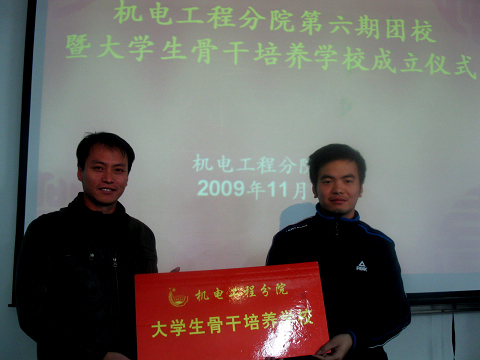 机电工程分院第六期团校
暨大学生骨干培养学校成立仪式
机电工程分院
2009年11月
机电工程分院
大学生骨干培养学校
PEAK